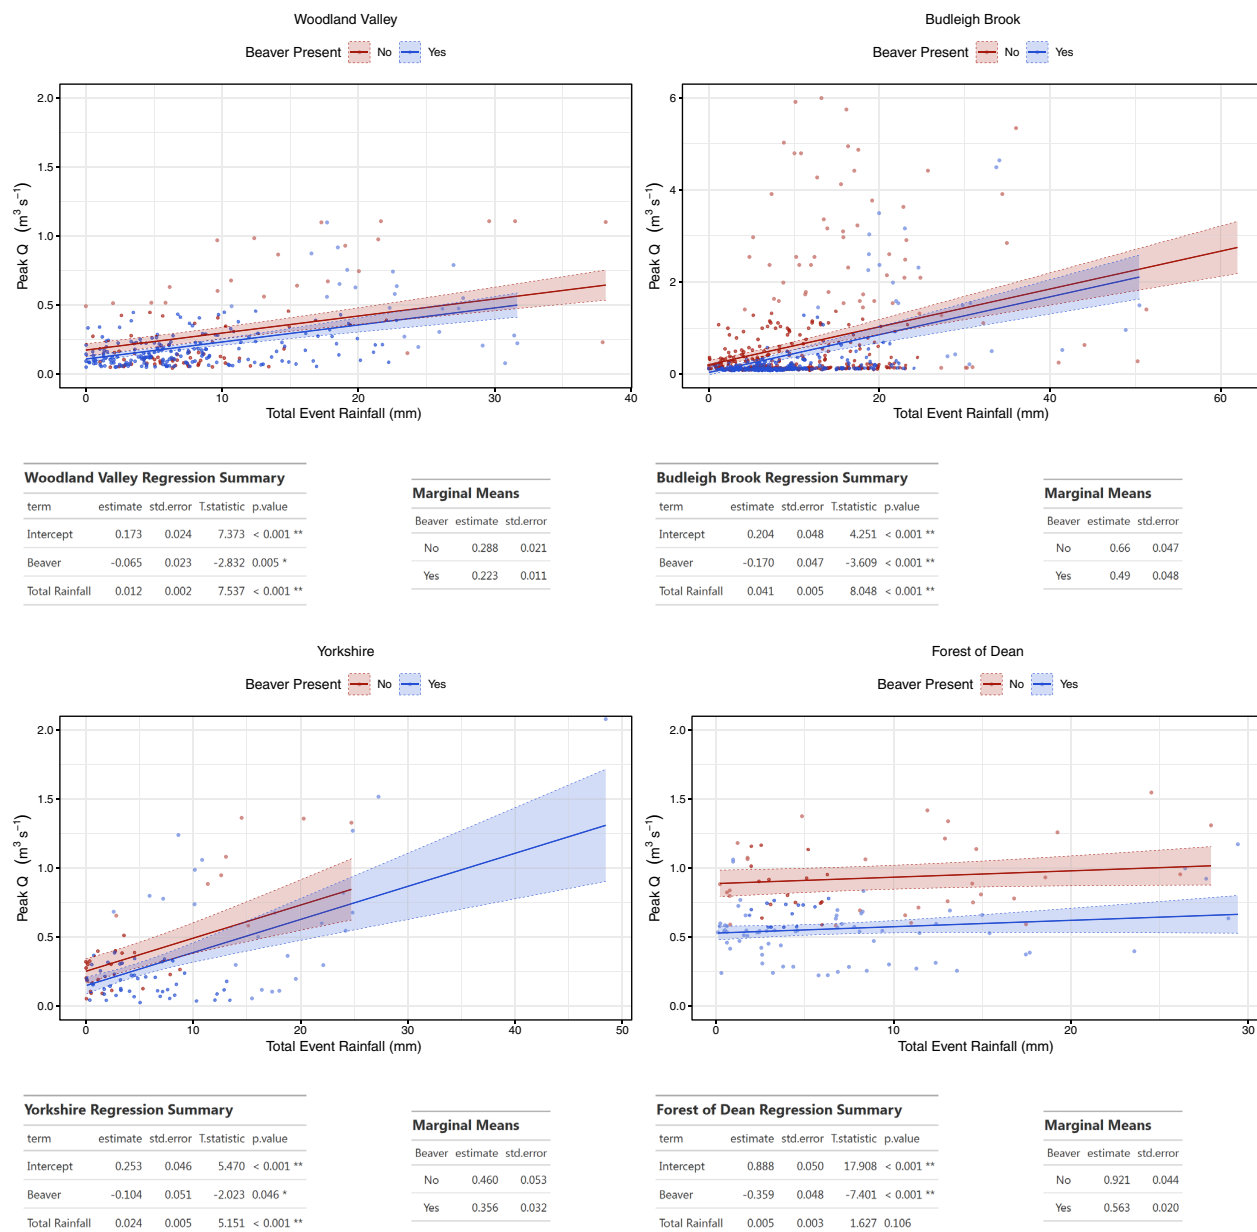 Woodland Valley
Beaver Present No Yes
2.0
1.5
1.0
0.5
0.0
Peak Q (m³ s⁻¹)
0 10 20 30 40
Total Event Rainfall (mm)
Budleigh Brook
Beaver Present No Yes
6
4
2
0
Peak Q (m³ s⁻¹)
0 20 40 60
Total Event Rainfall (mm)
Woodland Valley Regression Summary
term estimate std.error T.statistic p.value
Intercept 0.173 0.024 7.373 < 0.001 **
Beaver -0.065 0.023 -2.832 0.005 *
Total Rainfall 0.012 0.002 7.537 < 0.001 **
Marginal Means
Beaver estimate std.error
No 0.288 0.021
Yes 0.223 0.011
Budleigh Brook Regression Summary
term estimate std.error T.statistic p.value
Intercept 0.204 0.048 4.251 < 0.001 **
Beaver -0.170 0.047 -3.609 < 0.001 **
Total Rainfall 0.041 0.005 8.048 < 0.001 **
Marginal Means
Beaver estimate std.error
No 0.66 0.047
Yes 0.49 0.048
Yorkshire
Beaver Present No Yes
2.0
1.5
1.0
0.5
0.0
Peak Q (m³ s⁻¹)
0 10 20 30 40 50
Total Event Rainfall (mm)
Forest of Dean
Beaver Present No Yes
2.0
1.5
1.0
0.5
0.0
Peak Q (m³ s⁻¹)
0 10 20 30
Total Event Rainfall (mm)
Yorkshire Regression Summary
term estimate std.error T.statistic p.value
Intercept 0.253 0.046 5.470 < 0.001 **
Beaver -0.104 0.051 -2.023 0.046 *
Total Rainfall 0.024 0.005 5.151 < 0.001 **
Marginal Means
Beaver estimate std.error
No 0.460 0.053
Yes 0.356 0.032
Forest of Dean Regression Summary
term estimate std.error T.statistic p.value
Intercept 0.888 0.050 17.908 < 0.001 **
Beaver -0.359 0.048 -7.401 < 0.001 **
Total Rainfall 0.005 0.003 1.627 0.106
Marginal Means
Beaver estimate std.error
No 0.921 0.044
Yes 0.563 0.020